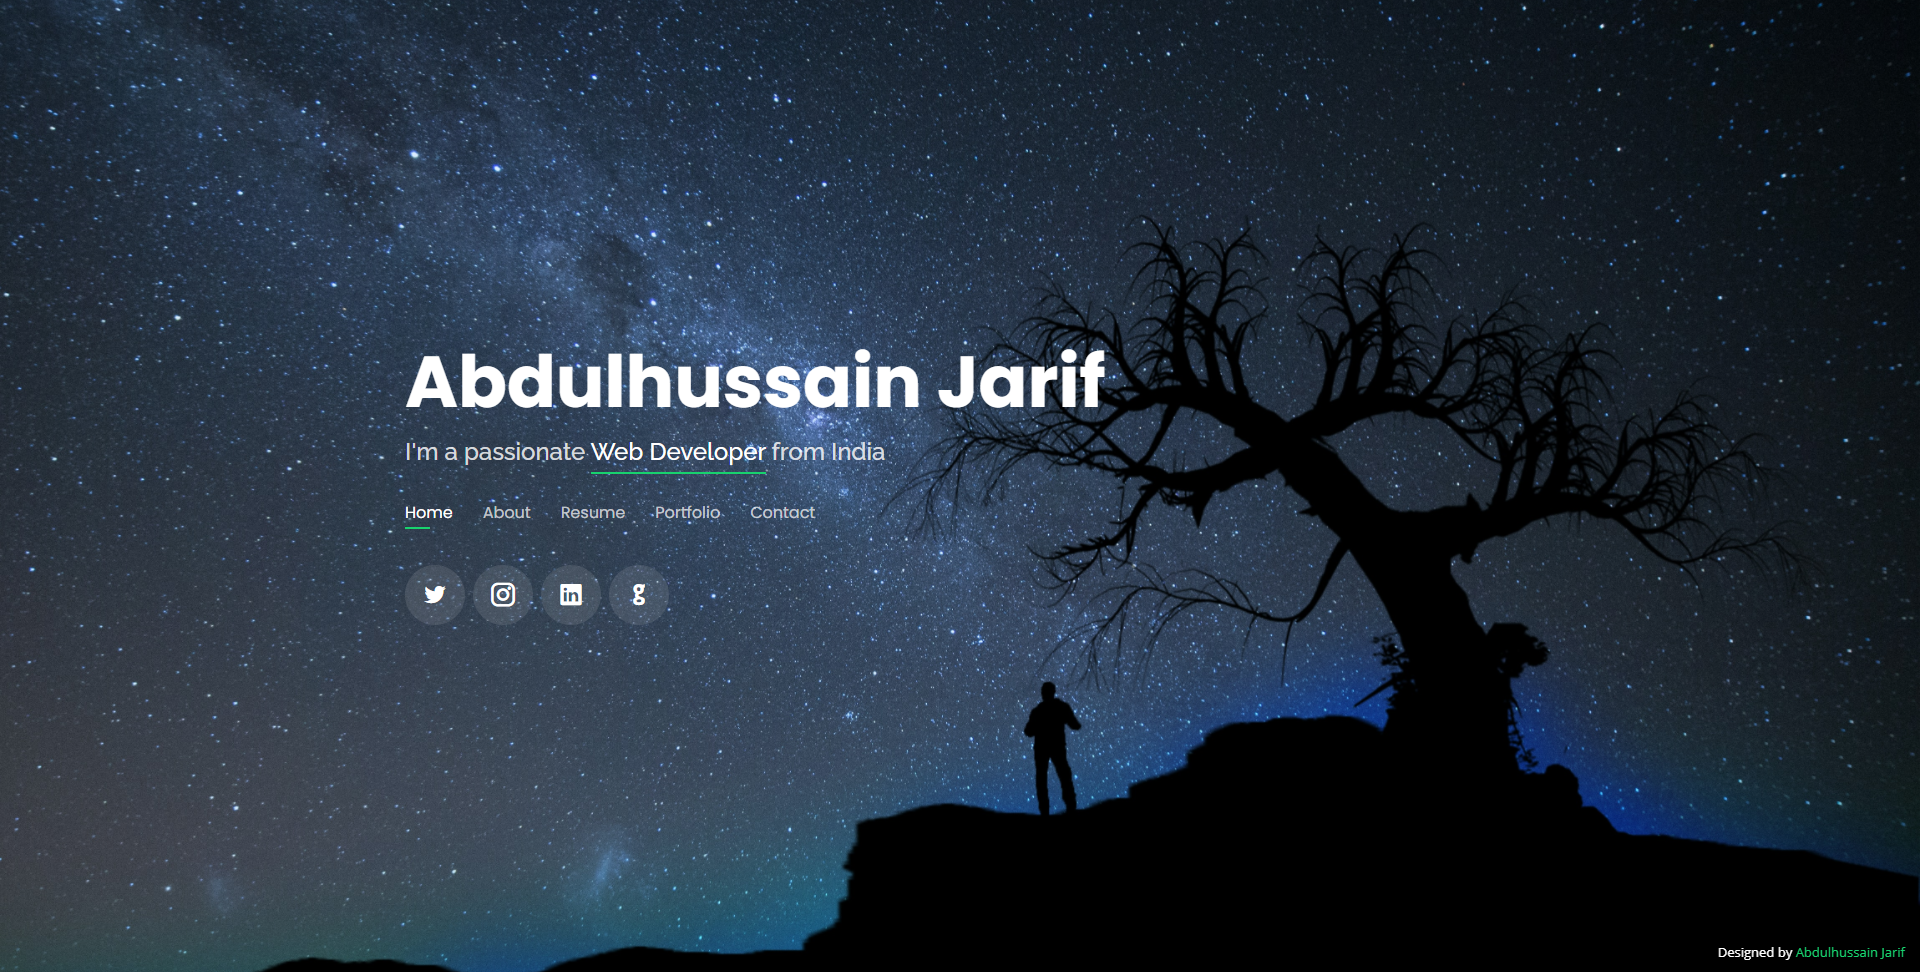 Abdulhussain Jarif
I'm a passionate Web Developer from India
Home About Resume Portfolio Contact
Designed by Abdulhussain Jarif